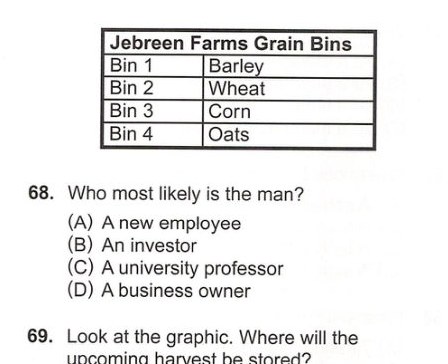 Jebreen Farms Grain Bins
Bin 1 Barley
Bin 2 Wheat
Bin 3 Corn
Bin 4 Oats
68. Who most likely is the man?
(A) A new employee
(B) An investor
(C) A university professor
(D) A business owner
69. Look at the graphic. Where will the
upcoming harvest be stored?